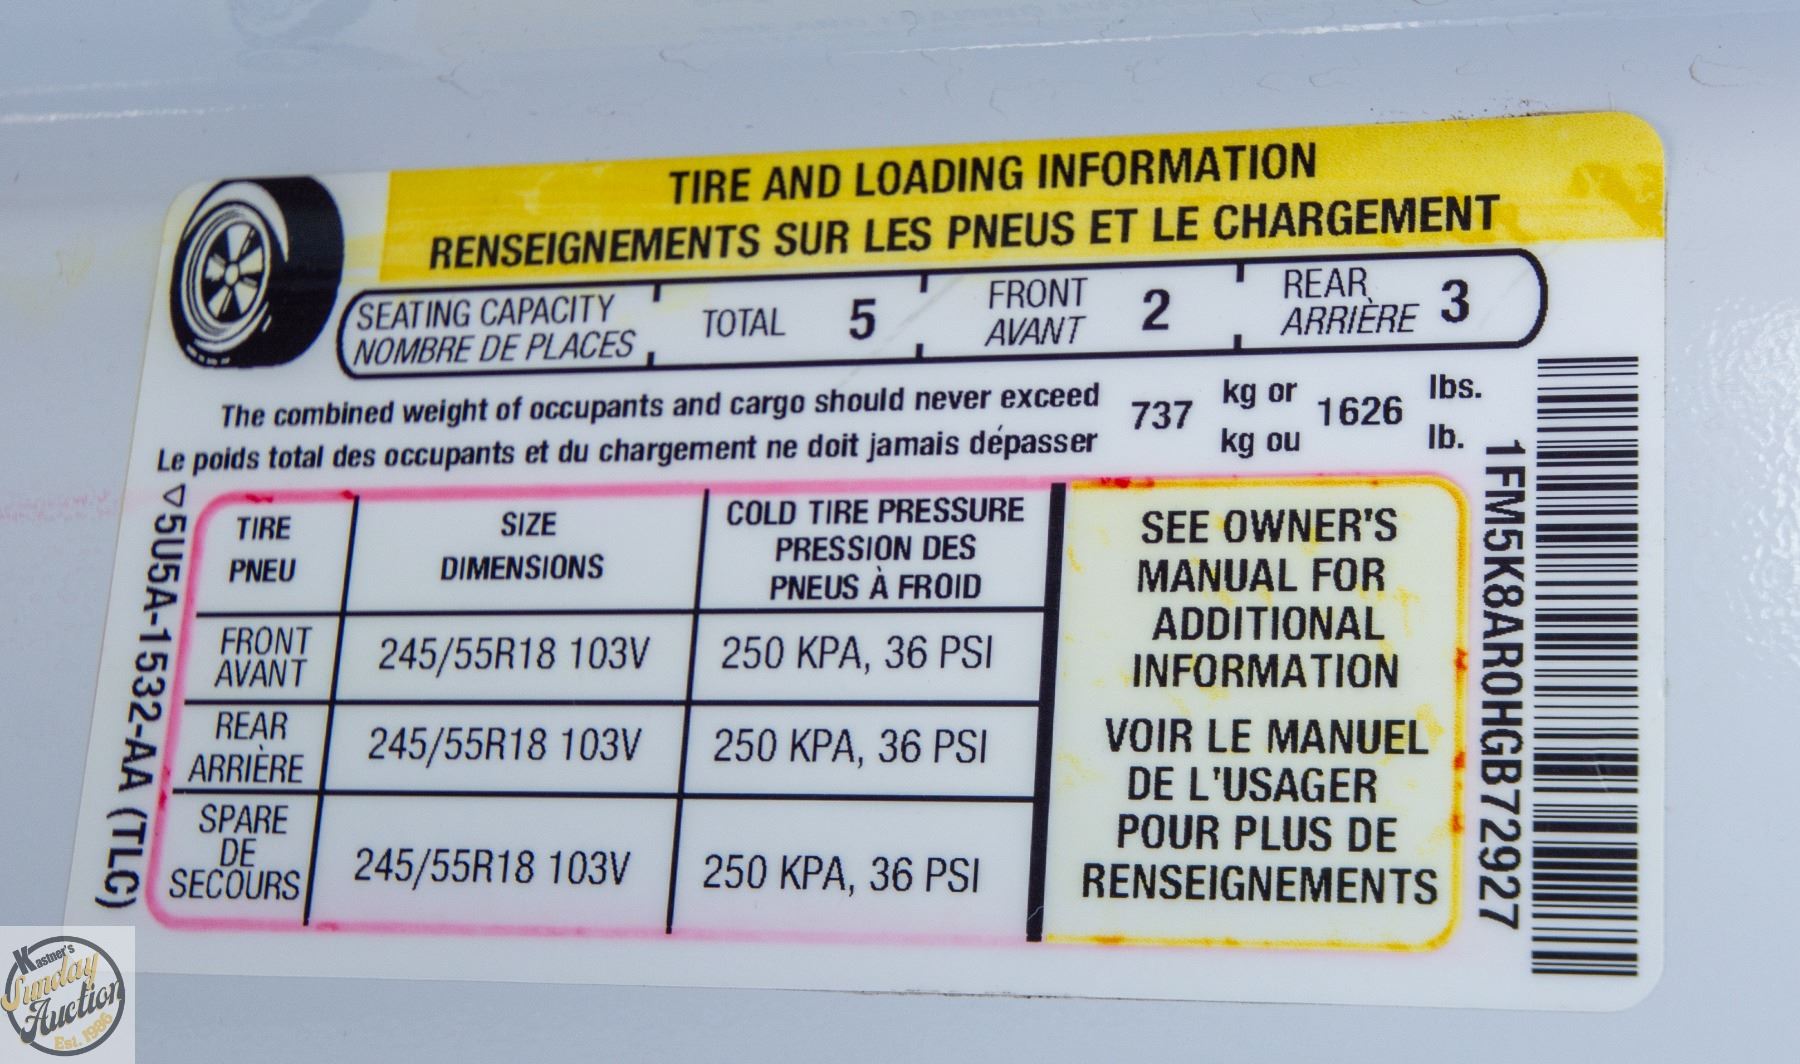 TIRE AND LOADING INFORMATION
RENSEIGNEMENTS SUR LES PNEUS ET LE CHARGEMENT
SEATING CAPACITY
NOMBRE DE PLACES
TOTAL 5
FRONT
AVANT
2
REAR
ARRIÈRE
3
The combined weight of occupants and cargo should never exceed 737 kg or 1626 lbs.
Le poids total des occupants et du chargement ne doit jamais dépasser kg ou lb.
TIRE
PNEU
SIZE
DIMENSIONS
COLD TIRE PRESSURE
PRESSION DES
PNEUS À FROID
FRONT
AVANT
245/55R18 103V
250 KPA, 36 PSI
REAR
ARRIÈRE
245/55R18 103V
250 KPA, 36 PSI
SPARE
DE
SECOURS
245/55R18 103V
250 KPA, 36 PSI
SEE OWNER'S
MANUAL FOR
ADDITIONAL
INFORMATION
VOIR LE MANUEL
DE L'USAGER
POUR PLUS DE
RENSEIGNEMENTS
▽5U5A-1532-AA (TLC)
1FM5K8AR0HGB72927
Kastner's
Sunday
Auction
Est. 1986